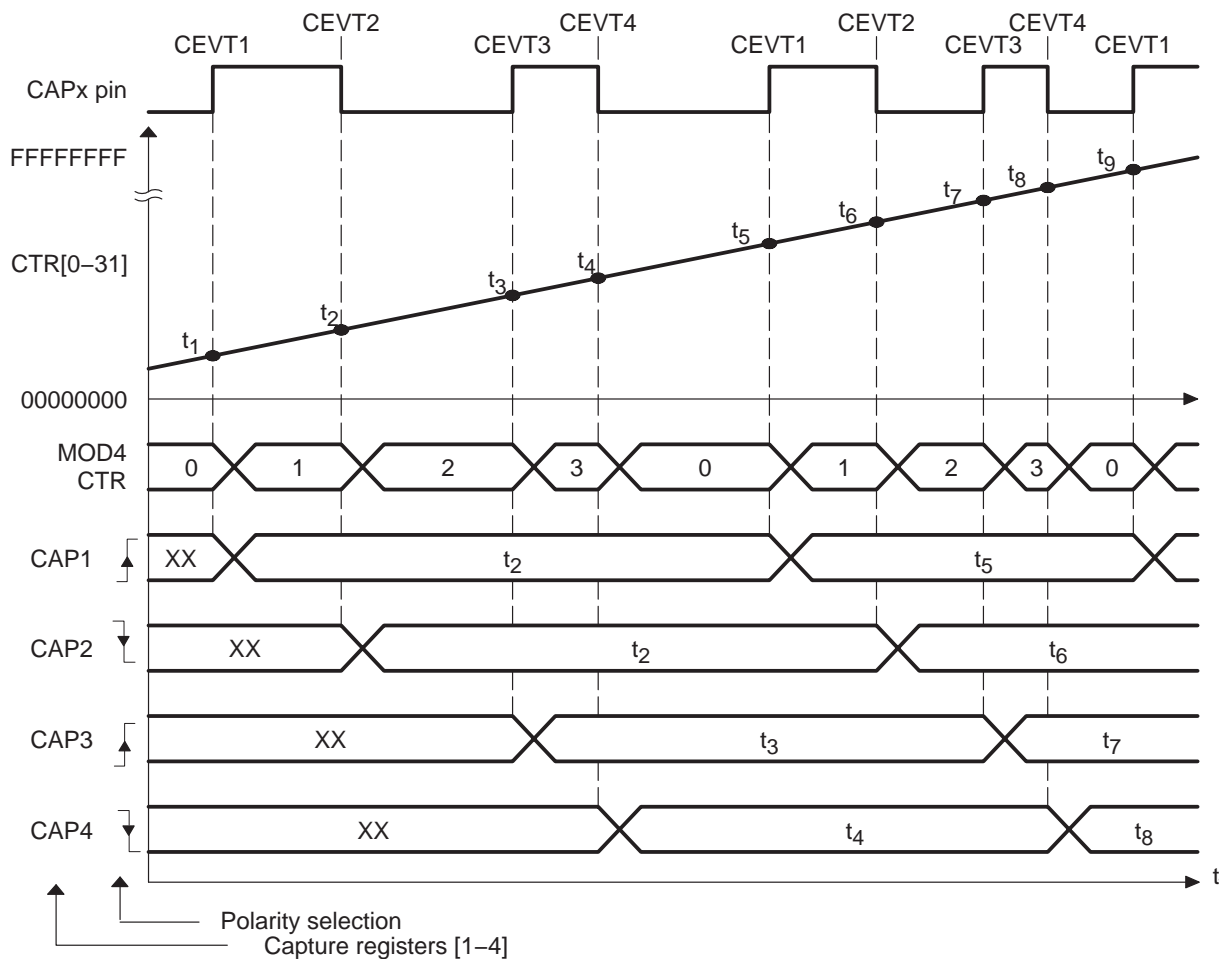 CEVT2 CEVT4 CEVT2 CEVT4
CEVT1 CEVT3 CEVT1 CEVT3 CEVT1
CAPx pin
FFFFFFFF
t9
t8
t7
t6
t5
CTR[0−31]
t4
t3
t2
t1
00000000
MOD4
CTR
0 1 2 3 0 1 2 3 0
CAP1 XX t2 t5
CAP2 XX t2 t6
CAP3 XX t3 t7
CAP4 XX t4 t8
t
Polarity selection
Capture registers [1−4]